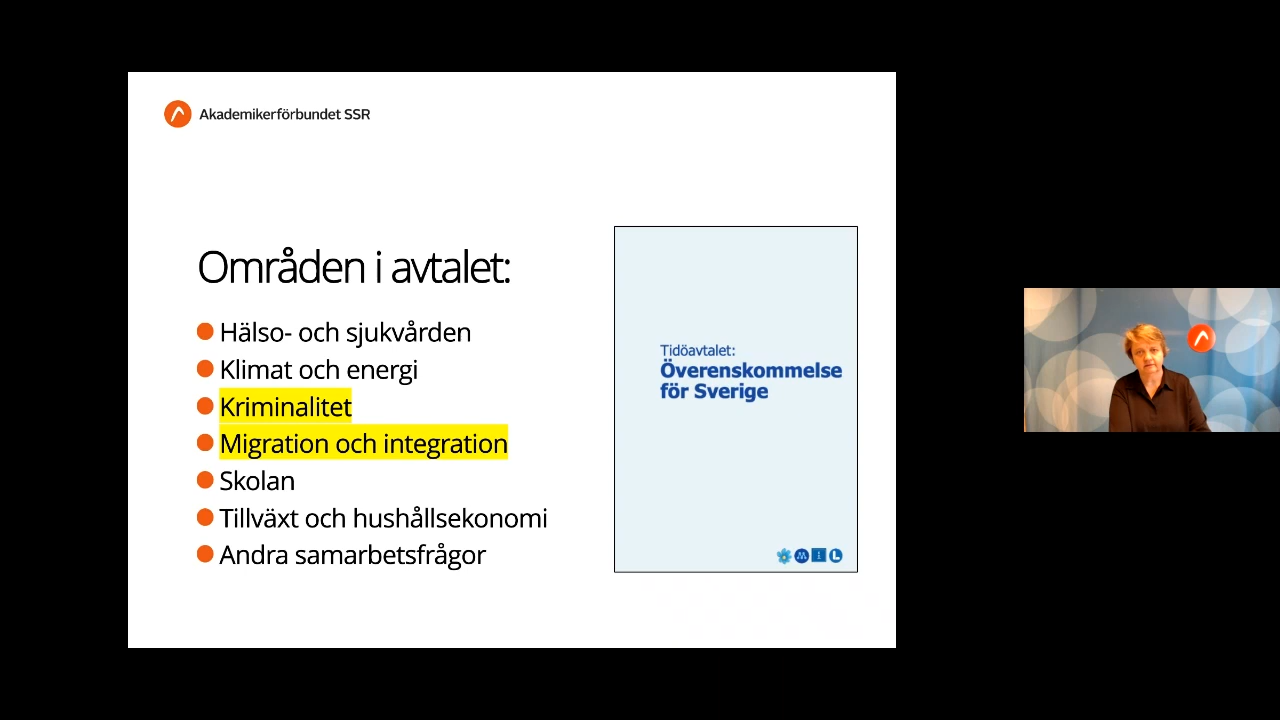 Akademikerförbundet SSR
Områden i avtalet:
Hälso- och sjukvården
Klimat och energi
Kriminalitet
Migration och integration
Skolan
Tillväxt och hushållsekonomi
Andra samarbetsfrågor
Tidöavtalet:
Överenskommelse
för Sverige